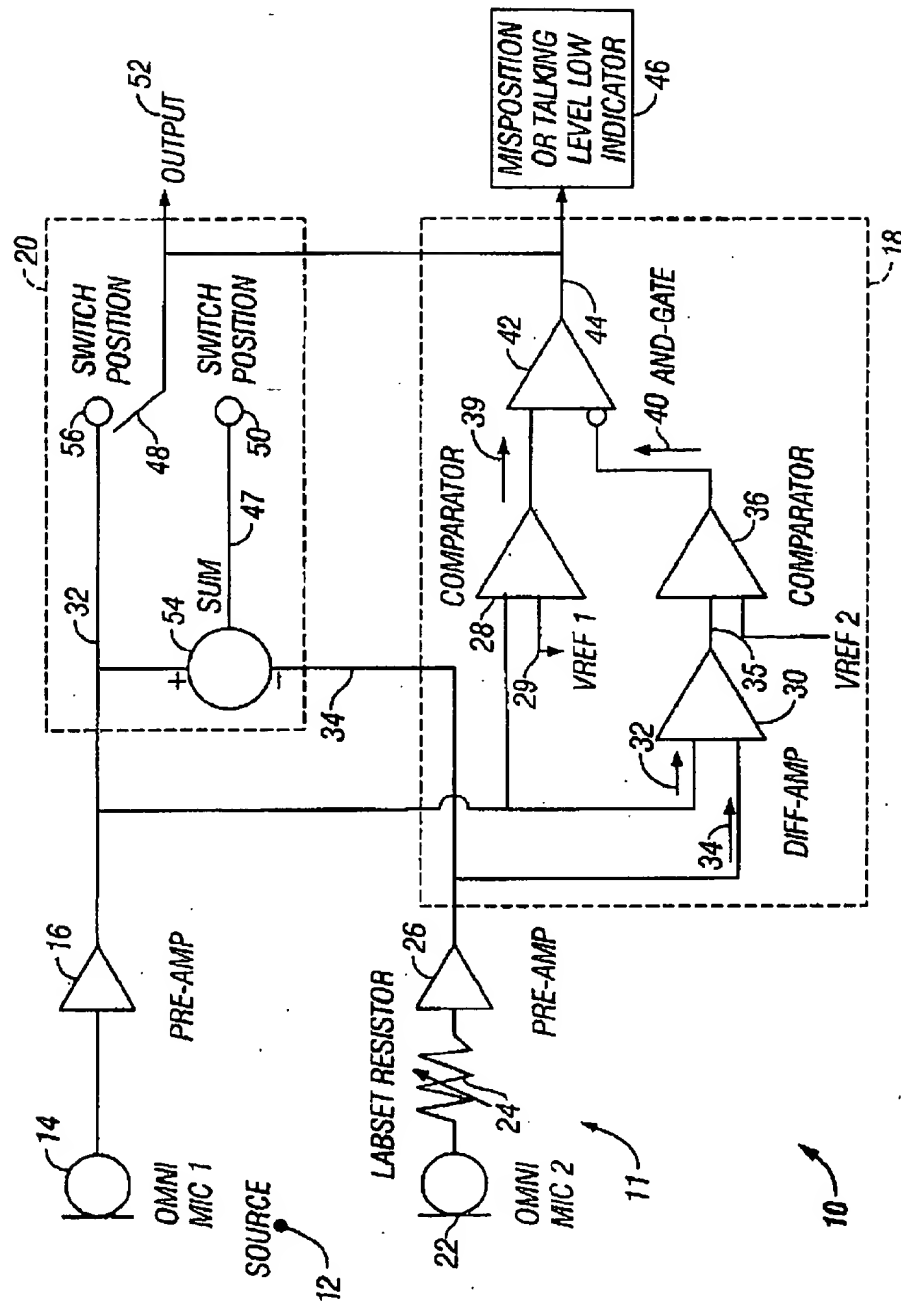 14
OMNI
MIC 1
16
PRE-AMP
SOURCE
12
22
OMNI
MIC 2
LABSET RESISTOR
24
26
PRE-AMP
11
10
20
32
+
54
-
SUM
47
34
56
SWITCH
POSITION
48
SWITCH
POSITION
50
52
OUTPUT
18
28
29
VREF 1
COMPARATOR
39
32
34
DIFF-AMP
30
35
36
COMPARATOR
VREF 2
40 AND-GATE
42
44
MISPOSITION
OR TALKING
LEVEL LOW
INDICATOR
46